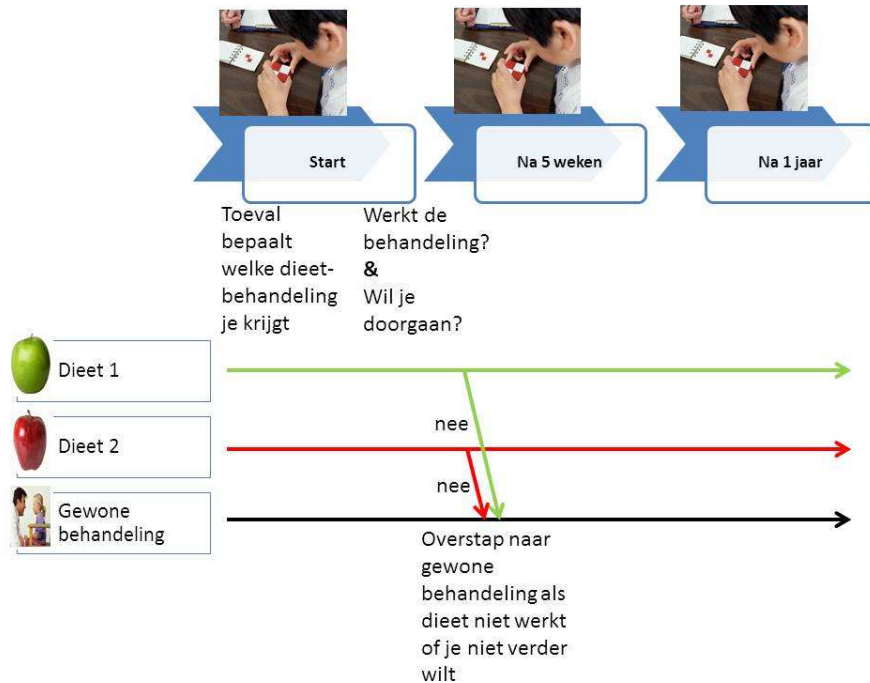 Start
Na 5 weken
Na 1 jaar
Toeval
bepaalt
welke dieet-
behandeling
je krijgt
Werkt de
behandeling?
&
Wil je
doorgaan?
Dieet 1
nee
Dieet 2
nee
Gewone
behandeling
Overstap naar
gewone
behandeling als
dieet niet werkt
of je niet verder
wilt